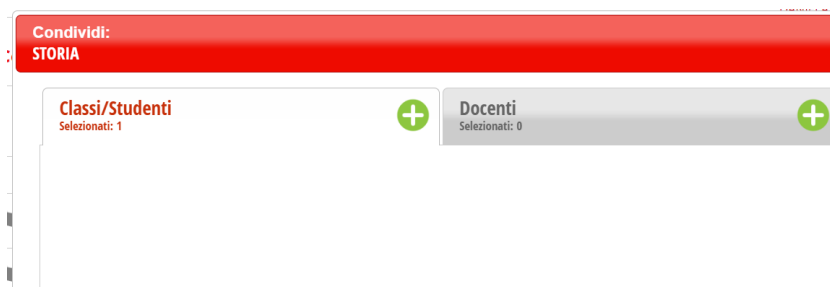 Condividi:
STORIA
Classi/Studenti
Selezionati: 1
Docenti
Selezionati: 0